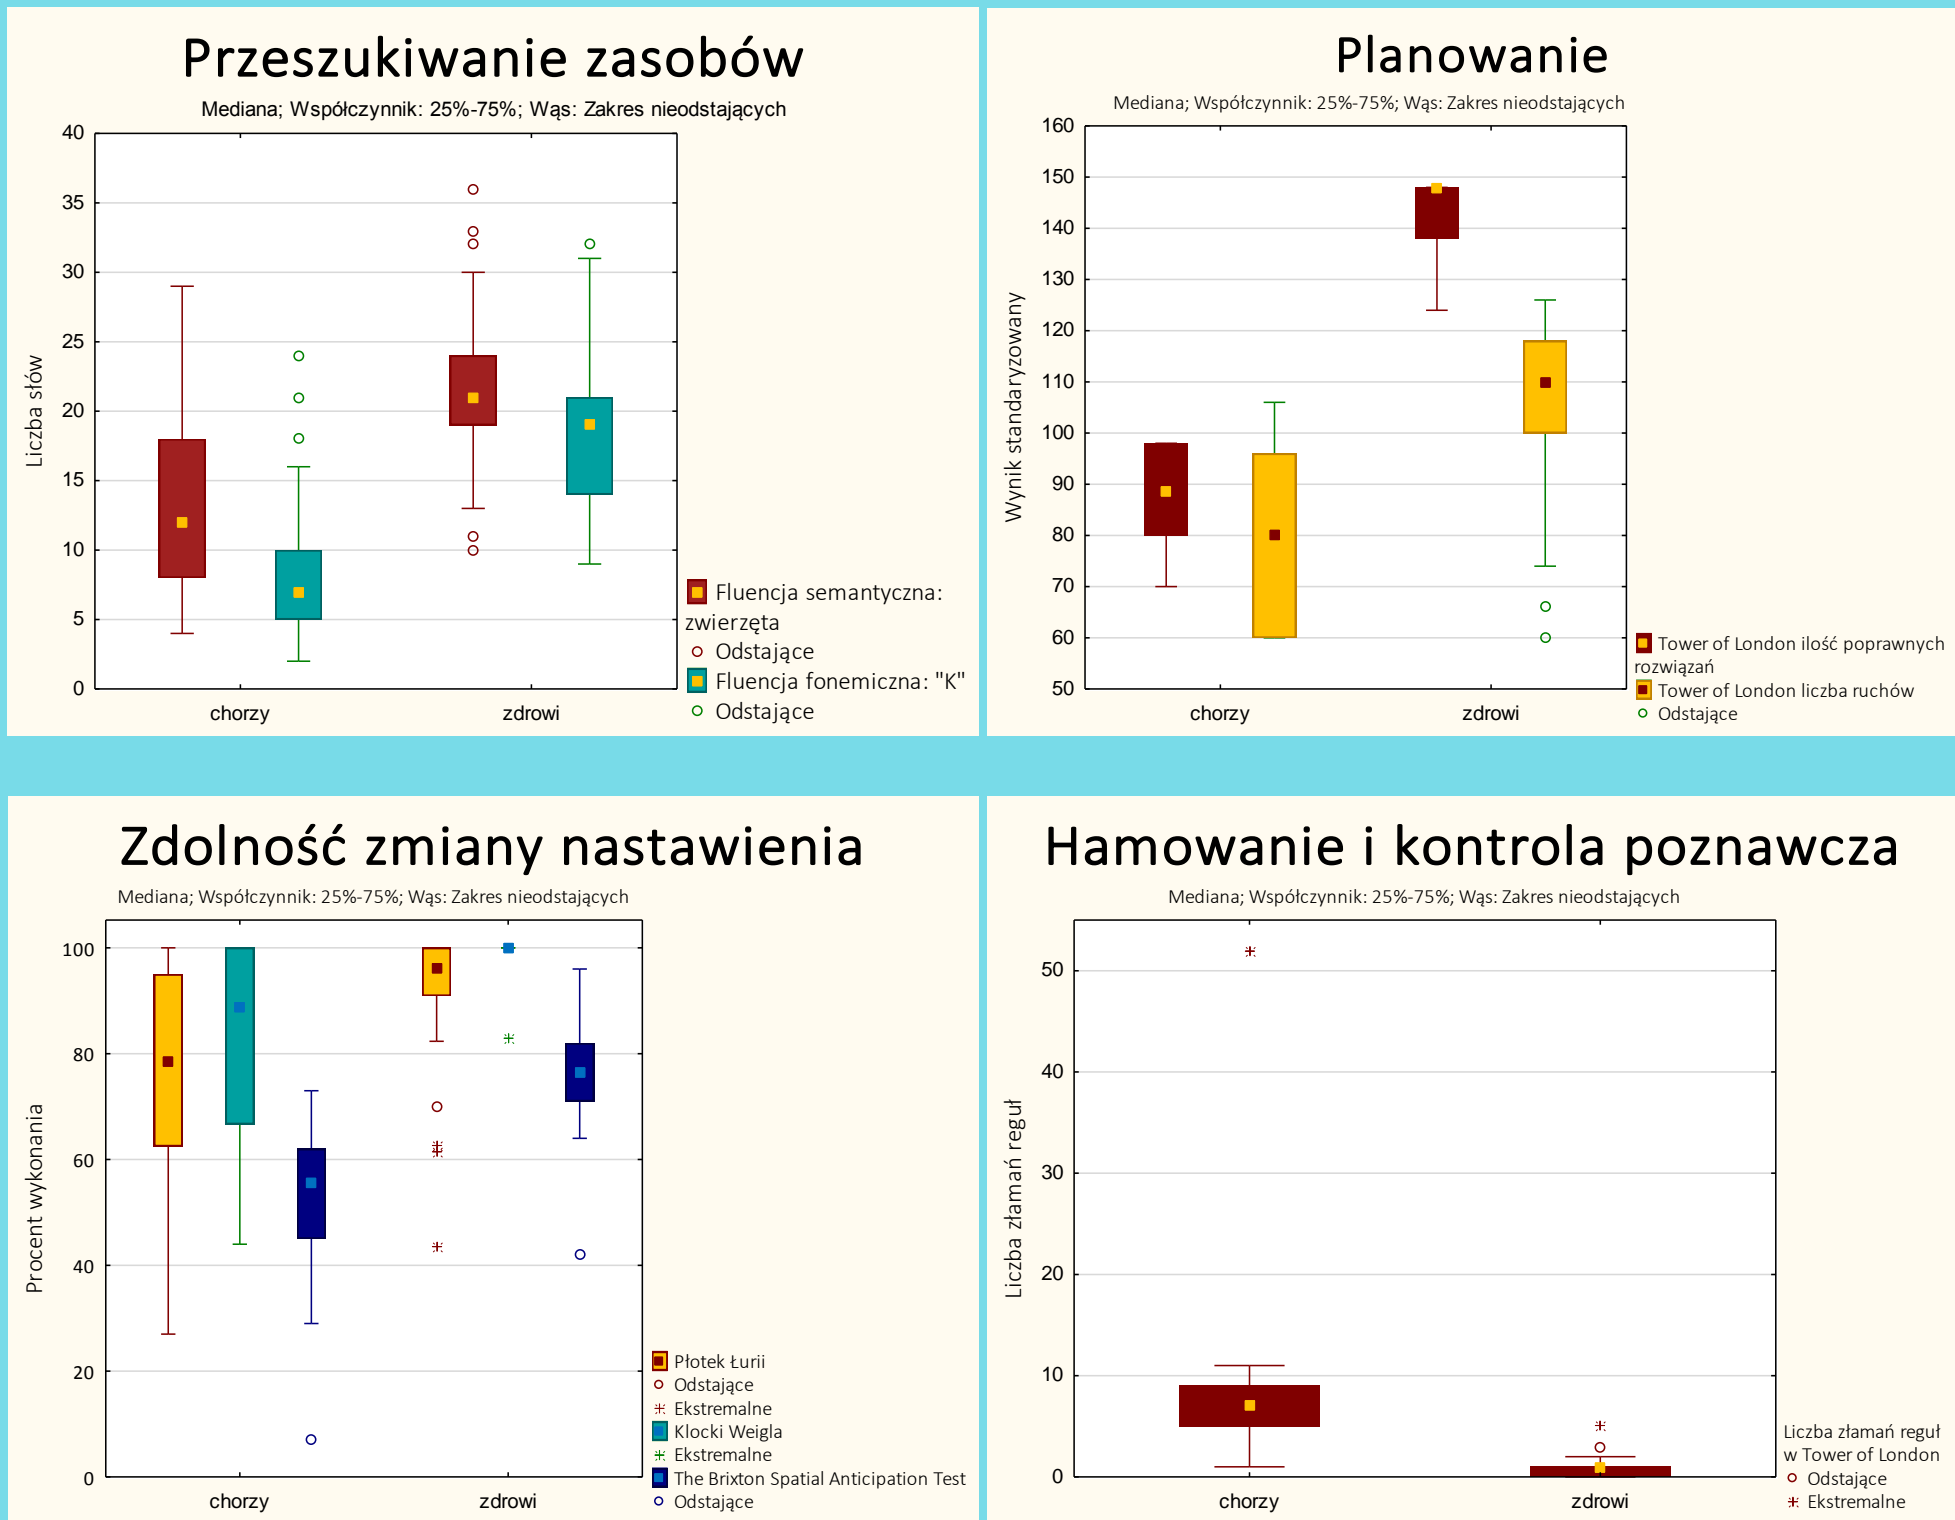 Przeszukiwanie zasobów
Mediana; Współczynnik: 25%-75%; Wąs: Zakres nieodstających
40
35
30
25
20
15
10
5
0
Liczba słów
chorzy
zdrowi
Fluencja semantyczna:
zwierzęta
Odstające
Fluencja fonemiczna: "K"
Odstające
Planowanie
Mediana; Współczynnik: 25%-75%; Wąs: Zakres nieodstających
160
150
140
130
120
110
100
90
80
70
60
50
Wynik standaryzowany
chorzy
zdrowi
Tower of London ilość poprawnych
rozwiązań
Tower of London liczba ruchów
Odstające
Zdolność zmiany nastawienia
Mediana; Współczynnik: 25%-75%; Wąs: Zakres nieodstających
100
80
60
40
20
0
Procent wykonania
chorzy
zdrowi
Płotek Łurii
Odstające
Ekstremalne
Klocki Weigla
Ekstremalne
The Brixton Spatial Anticipation Test
Odstające
Hamowanie i kontrola poznawcza
Mediana; Współczynnik: 25%-75%; Wąs: Zakres nieodstających
50
40
30
20
10
0
Liczba złamań reguł
chorzy
zdrowi
Liczba złamań reguł
w Tower of London
Odstające
Ekstremalne